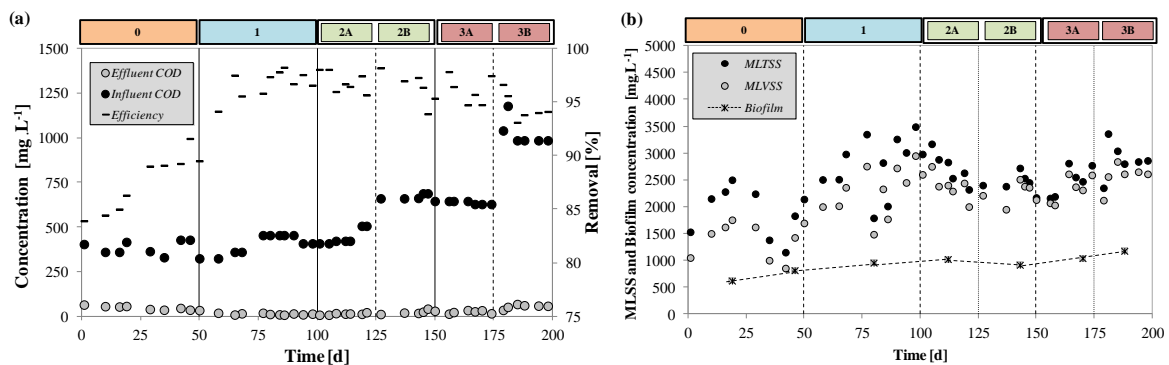 (a)
0 1 2A 2B 3A 3B
1500 100
1250 95
1000
90
750
85
500
80
250
0 75
0 25 50 75 100 125 150 175 200
Concentration [mg.L-1]
Removal [%]
Time [d]
Effluent COD
Influent COD
Efficiency
(b)
0 1 2A 2B 3A 3B
5000
4500
4000
3500
3000
2500
2000
1500
1000
500
0
0 25 50 75 100 125 150 175 200
MLSS and Biofilm concentration [mg.L-1]
Time [d]
MLTSS
MLVSS
Biofilm